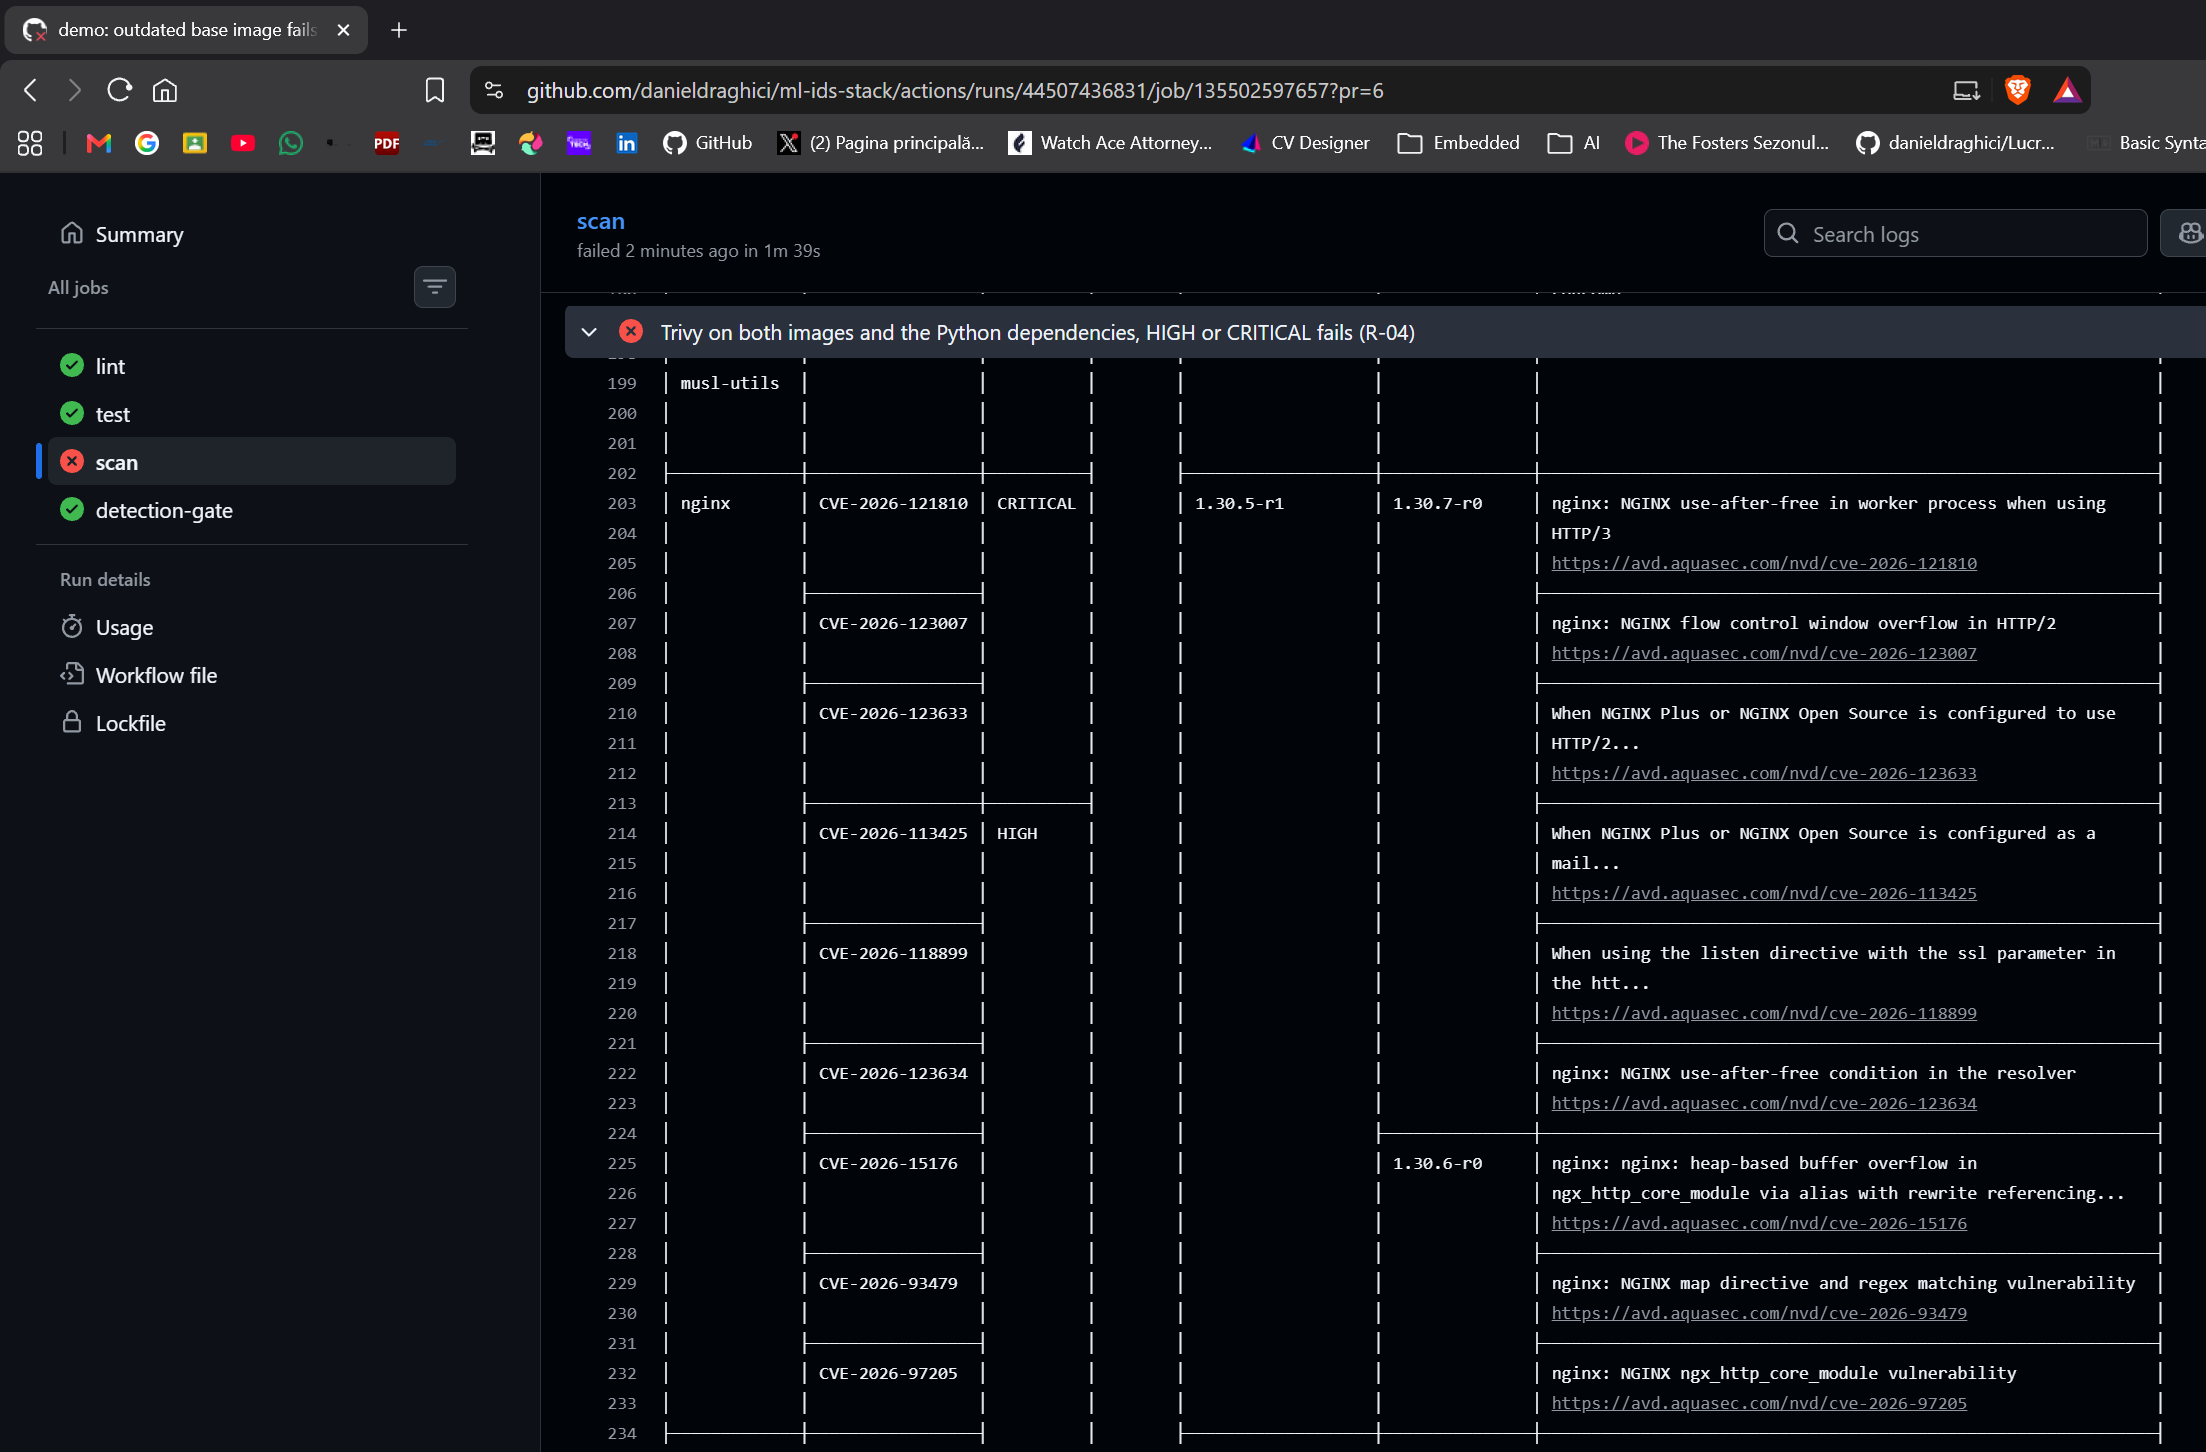 demo: outdated base image fails
github.com/danieldraghici/ml-ids-stack/actions/runs/44507436831/job/135502597657?pr=6
PDF
GitHub
(2) Pagina principală...
Watch Ace Attorney...
CV Designer
Embedded
AI
The Fosters Sezonul...
danieldraghici/Lucr...
Basic Synta
Summary
All jobs
lint
test
scan
detection-gate
Run details
Usage
Workflow file
Lockfile
scan
failed 2 minutes ago in 1m 39s
Search logs
Trivy on both images and the Python dependencies, HIGH or CRITICAL fails (R-04)
199 musl-utils
200
201
202
203 nginx CVE-2026-121810 CRITICAL 1.30.5-r1 1.30.7-r0 nginx: NGINX use-after-free in worker process when using
204 HTTP/3
205 https://avd.aquasec.com/nvd/cve-2026-121810
206
207 CVE-2026-123007 nginx: NGINX flow control window overflow in HTTP/2
208 https://avd.aquasec.com/nvd/cve-2026-123007
209
210 CVE-2026-123633 When NGINX Plus or NGINX Open Source is configured to use
211 HTTP/2...
212 https://avd.aquasec.com/nvd/cve-2026-123633
213
214 CVE-2026-113425 HIGH When NGINX Plus or NGINX Open Source is configured as a
215 mail...
216 https://avd.aquasec.com/nvd/cve-2026-113425
217
218 CVE-2026-118899 When using the listen directive with the ssl parameter in
219 the htt...
220 https://avd.aquasec.com/nvd/cve-2026-118899
221
222 CVE-2026-123634 nginx: NGINX use-after-free condition in the resolver
223 https://avd.aquasec.com/nvd/cve-2026-123634
224
225 CVE-2026-15176 1.30.6-r0 nginx: nginx: heap-based buffer overflow in
226 ngx_http_core_module via alias with rewrite referencing...
227 https://avd.aquasec.com/nvd/cve-2026-15176
228
229 CVE-2026-93479 nginx: NGINX map directive and regex matching vulnerability
230 https://avd.aquasec.com/nvd/cve-2026-93479
231
232 CVE-2026-97205 nginx: NGINX ngx_http_core_module vulnerability
233 https://avd.aquasec.com/nvd/cve-2026-97205
234